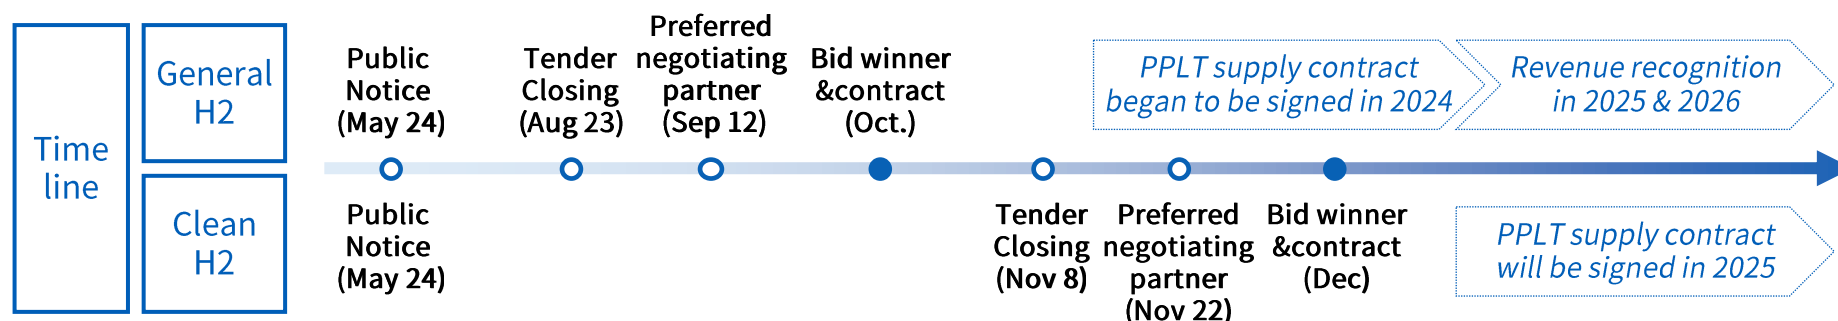 Time
line
General
H2
Public
Notice
(May 24)
Tender
Closing
(Aug 23)
Preferred
negotiating
partner
(Sep 12)
Bid winner
&contract
(Oct.)
PPLT supply contract
began to be signed in 2024
Revenue recognition
in 2025 & 2026
Clean
H2
Public
Notice
(May 24)
Tender
Closing
(Nov 8)
Preferred
negotiating
partner
(Nov 22)
Bid winner
&contract
(Dec)
PPLT supply contract
will be signed in 2025